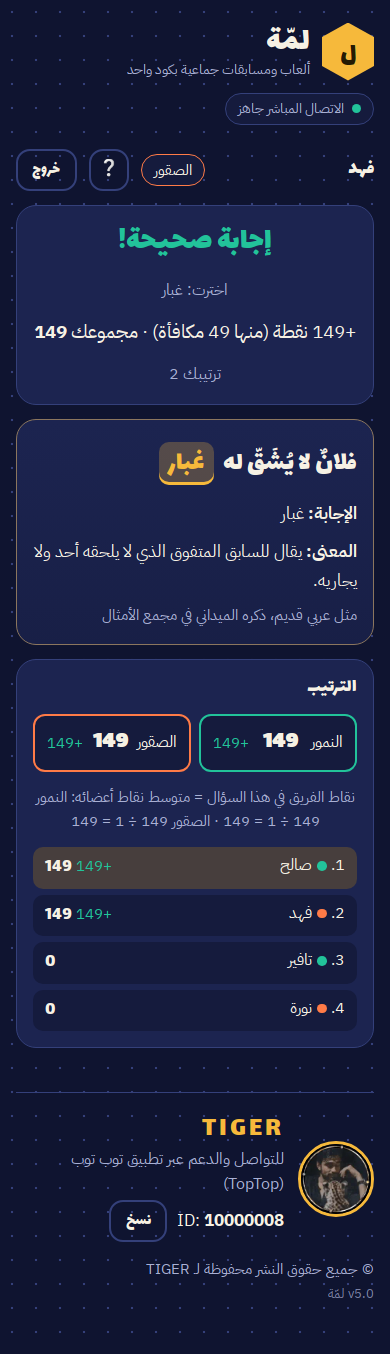 ل
لمّة
ألعاب ومسابقات جماعية بكود واحد
الاتصال المباشر جاهز
فهد
الصقور
?
خروج
إجابة صحيحة!
اخترت: غبار
+149 نقطة (منها 49 مكافأة) · مجموعك 149
ترتيبك 2
فلانٌ لا يُشَقّ له غبار
الإجابة: غبار
المعنى: يقال للسابق المتفوق الذي لا يلحقه أحد ولا
يجاريه.
مثل عربي قديم، ذكره الميداني في مجمع الأمثال
الترتيب
النمور 149 +149
الصقور 149 +149
نقاط الفريق في هذا السؤال = متوسط نقاط أعضائه: النمور
149 ÷ 1 = 149 · الصقور 149 ÷ 1 = 149
1. صالح +149 149
2. فهد +149 149
3. تافير 0
4. نورة 0
TIGER
للتواصل والدعم عبر تطبيق توب توب
(TopTop)
ID: 10000008
نسخ
© جميع حقوق النشر محفوظة لـ TIGER
لمّة v5.0